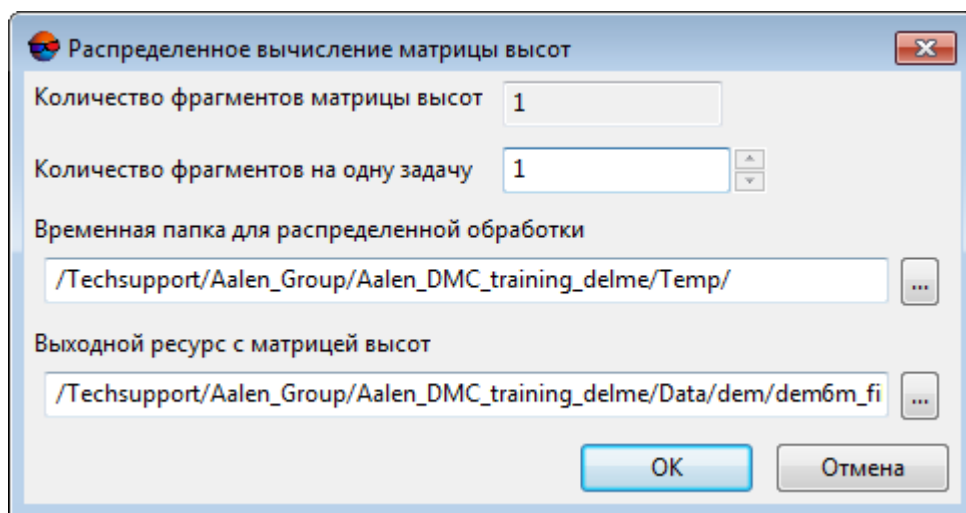 Распределенное вычисление матрицы высот
Количество фрагментов матрицы высот 1
Количество фрагментов на одну задачу 1
Временная папка для распределенной обработки
/Techsupport/Aalen_Group/Aalen_DMC_training_delme/Temp/ ...
Выходной ресурс с матрицей высот
/Techsupport/Aalen_Group/Aalen_DMC_training_delme/Data/dem/dem6m_fi ...
OK Отмена